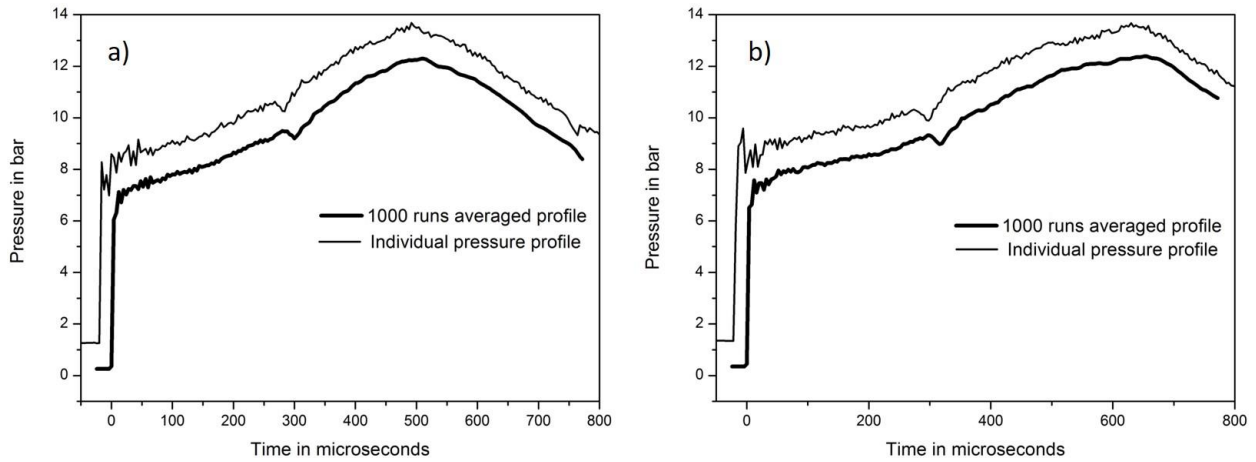 a)
14
12
10
8
6
4
2
0
Pressure in bar
1000 runs averaged profile
Individual pressure profile
0 100 200 300 400 500 600 700 800
Time in microseconds
b)
14
12
10
8
6
4
2
0
Pressure in bar
1000 runs averaged profile
Individual pressure profile
0 200 400 600 800
Time in microseconds